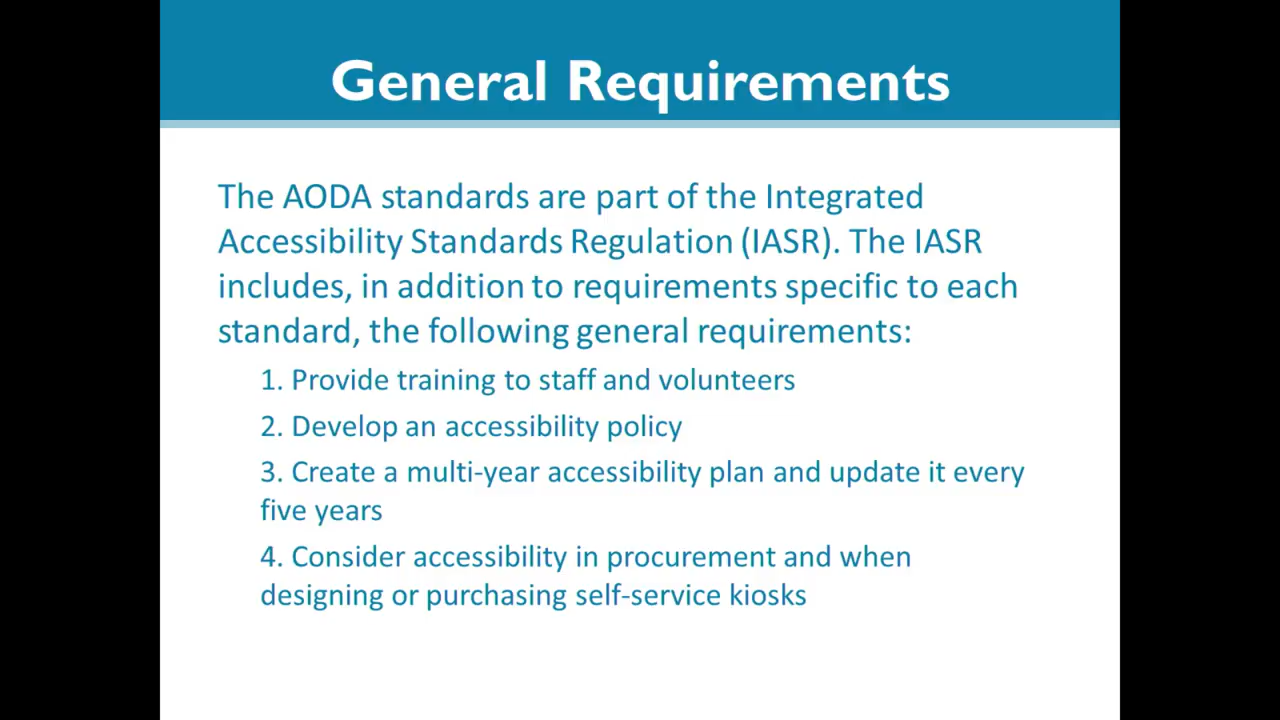 General Requirements
The AODA standards are part of the Integrated
Accessibility Standards Regulation (IASR). The IASR
includes, in addition to requirements specific to each
standard, the following general requirements:
1. Provide training to staff and volunteers
2. Develop an accessibility policy
3. Create a multi-year accessibility plan and update it every
five years
4. Consider accessibility in procurement and when
designing or purchasing self-service kiosks